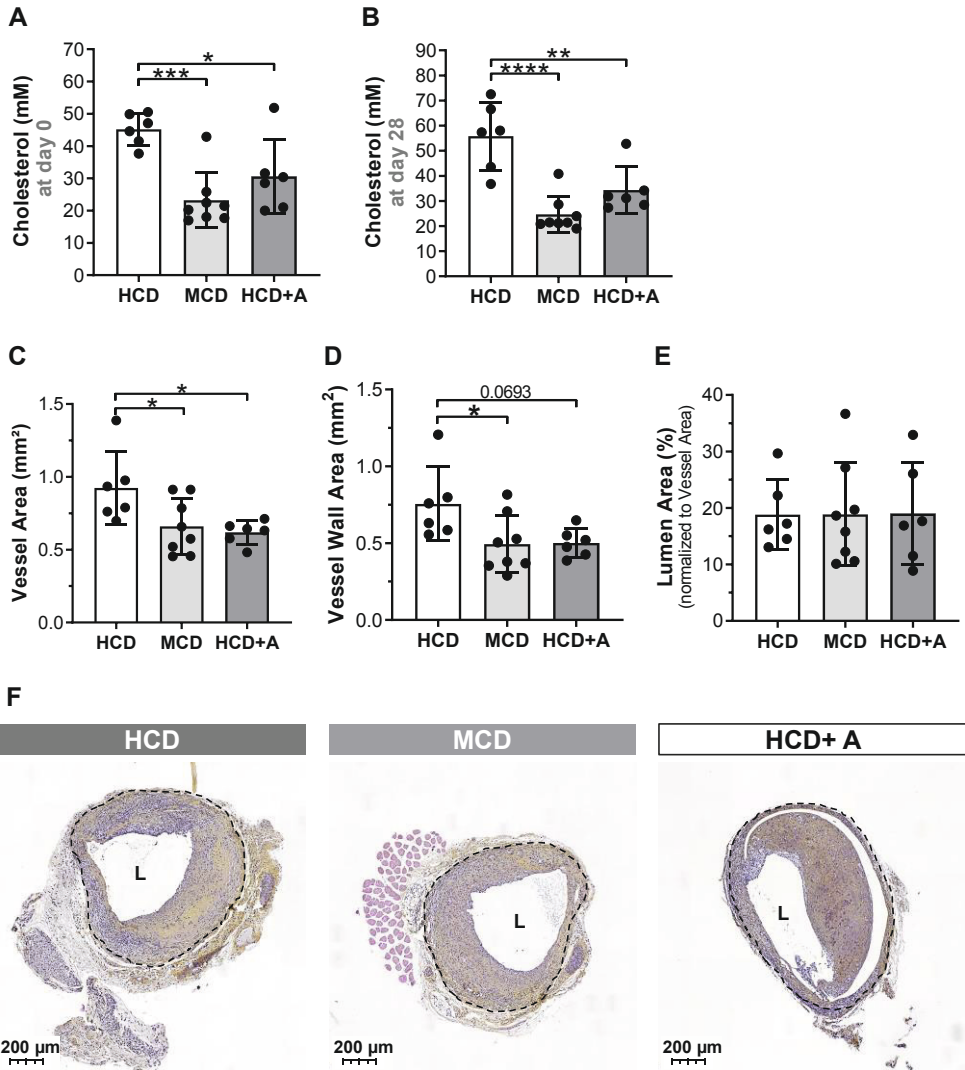 A
Cholesterol (mM)
at day 0
70
60
50
40
30
20
10
0
*
***
HCD
MCD
HCD+A
B
Cholesterol (mM)
at day 28
90
80
70
60
50
40
30
20
10
0
**
****
HCD
MCD
HCD+A
C
Vessel Area (mm²)
1.5
1.0
0.5
0.0
*
*
HCD
MCD
HCD+A
D
Vessel Wall Area (mm²)
1.5
1.0
0.5
0.0
0.0693
*
HCD
MCD
HCD+A
E
Lumen Area (%)
(normalized to Vessel Area)
40
30
20
10
0
HCD
MCD
HCD+A
F
HCD
MCD
HCD+ A
L
L
L
200 µm
200 µm
200 µm